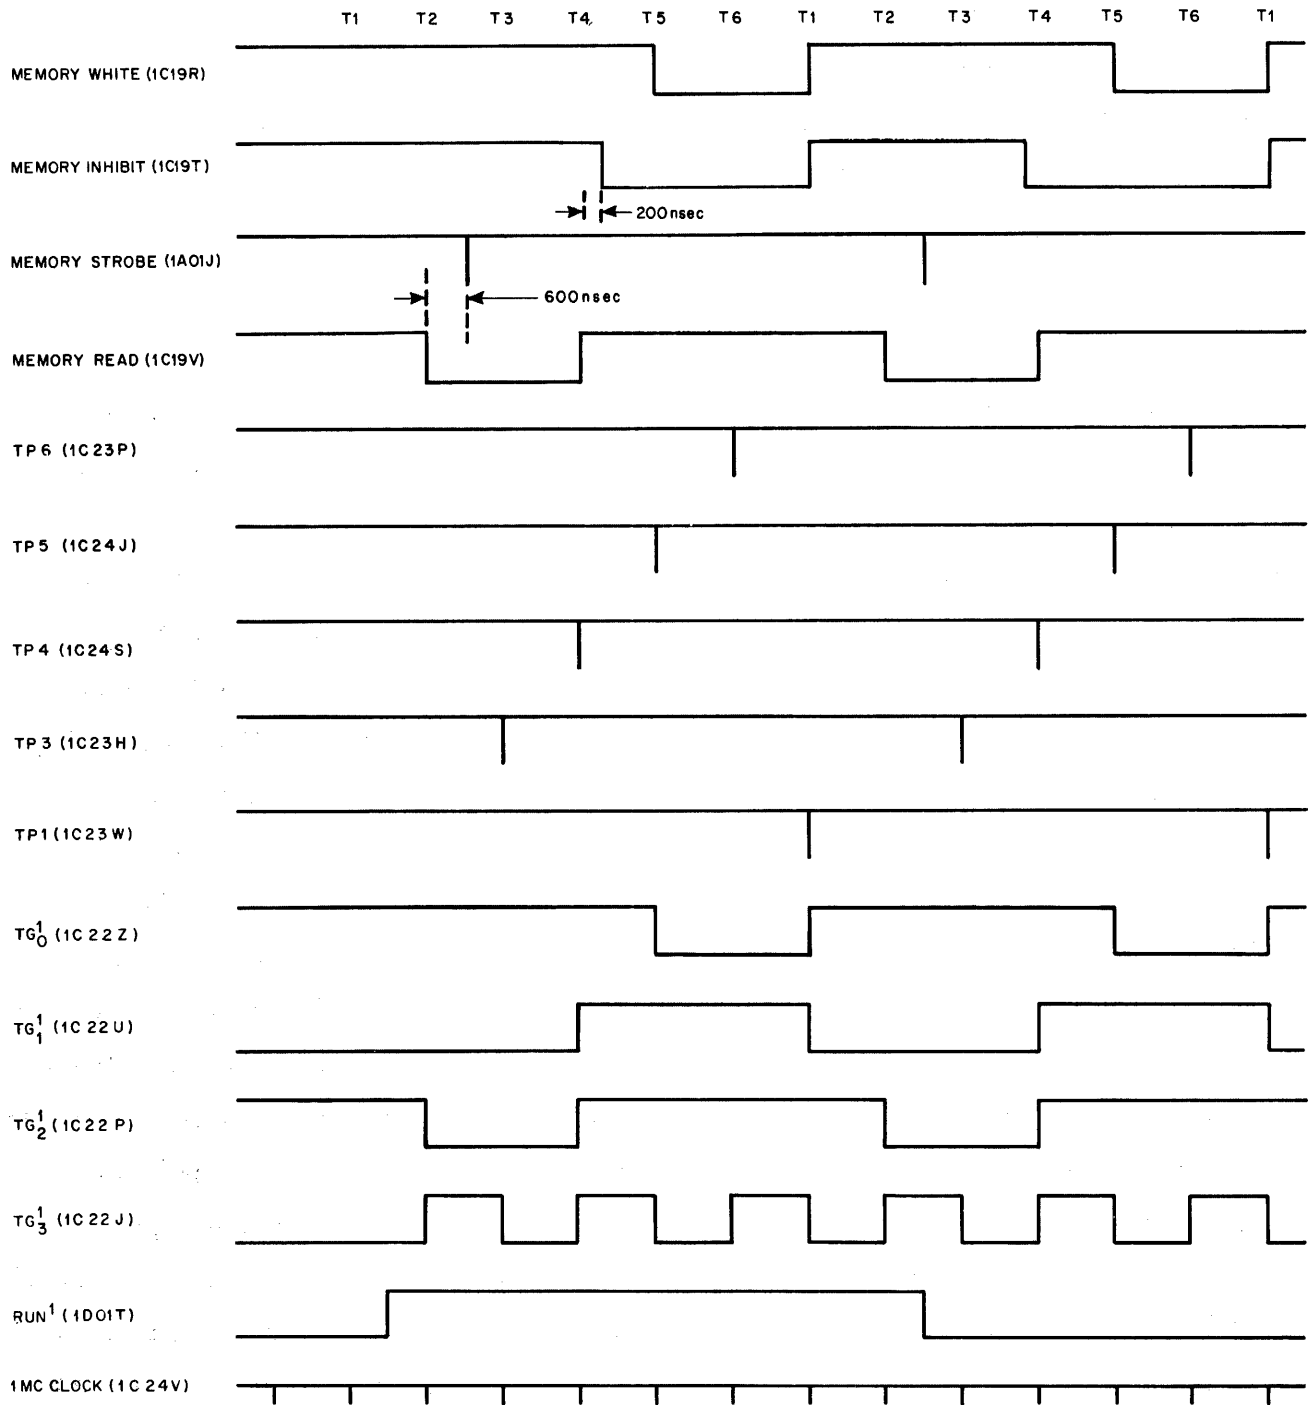 T1 T2 T3 T4 T5 T6 T1 T2 T3 T4 T5 T6 T1
MEMORY WHITE (1C19R)
MEMORY INHIBIT (1C19T)
200nsec
MEMORY STROBE (1A01J)
600nsec
MEMORY READ (1C19V)
TP6 (1C23P)
TP5 (1C24J)
TP4 (1C24S)
TP3 (1C23H)
TP1 (1C23W)
TG¹₀ (1C22Z)
TG¹₁ (1C22U)
TG¹₂ (1C22P)
TG¹₃ (1C22J)
RUN¹ (1D01T)
1MC CLOCK (1C24V)